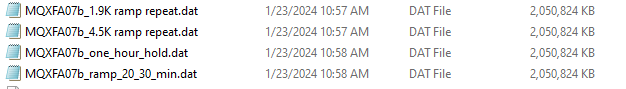 MQXFA07b_1.9K ramp repeat.dat 1/23/2024 10:57 AM DAT File 2,050,824 KB
MQXFA07b_4.5K ramp repeat.dat 1/23/2024 10:57 AM DAT File 2,050,824 KB
MQXFA07b_one_hour_hold.dat 1/23/2024 10:58 AM DAT File 2,050,824 KB
MQXFA07b_ramp_20_30_min.dat 1/23/2024 10:58 AM DAT File 2,050,824 KB